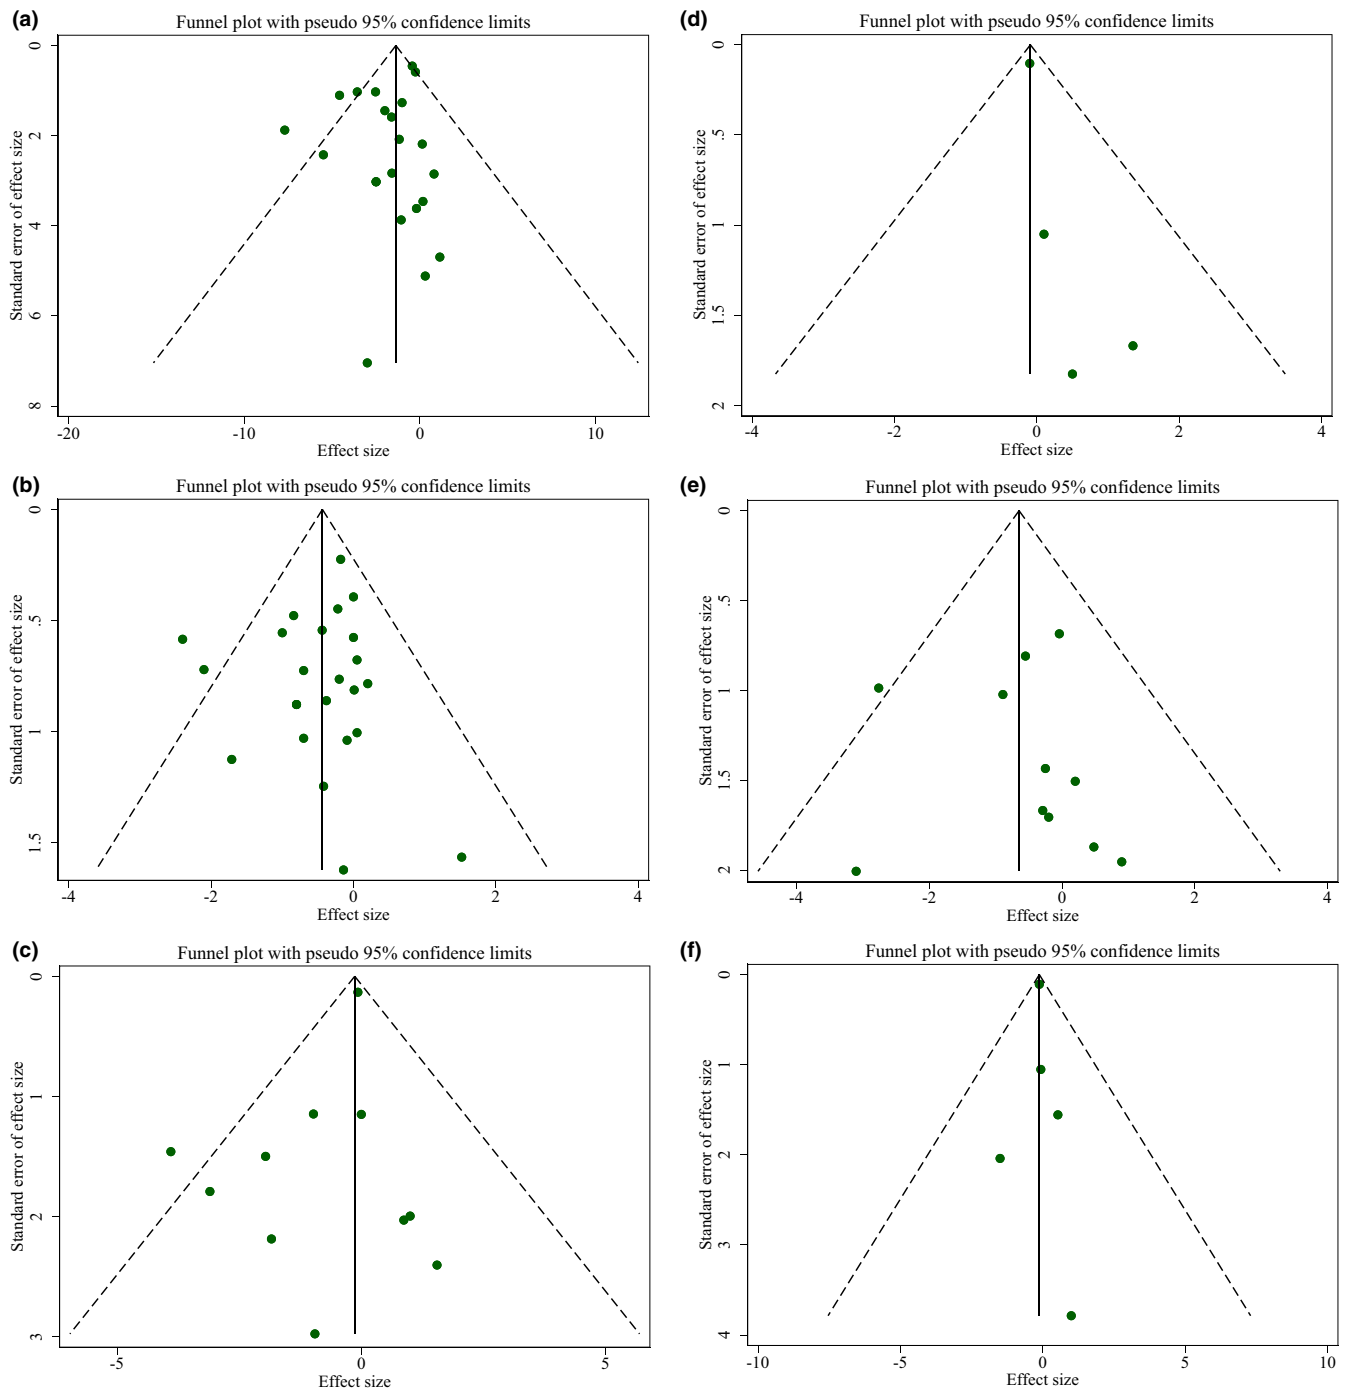 (a)
Funnel plot with pseudo 95% confidence limits
Standard error of effect size
0
2
4
6
8
-20
-10
0
10
Effect size
(b)
Funnel plot with pseudo 95% confidence limits
Standard error of effect size
0
.5
1
1.5
-4
-2
0
2
4
Effect size
(c)
Funnel plot with pseudo 95% confidence limits
Standard error of effect size
0
1
2
3
-5
0
5
Effect size
(d)
Funnel plot with pseudo 95% confidence limits
Standard error of effect size
0
.5
1
1.5
2
-4
-2
0
2
4
Effect size
(e)
Funnel plot with pseudo 95% confidence limits
Standard error of effect size
0
.5
1
1.5
2
-4
-2
0
2
4
Effect size
(f)
Funnel plot with pseudo 95% confidence limits
Standard error of effect size
0
1
2
3
4
-10
-5
0
5
10
Effect size